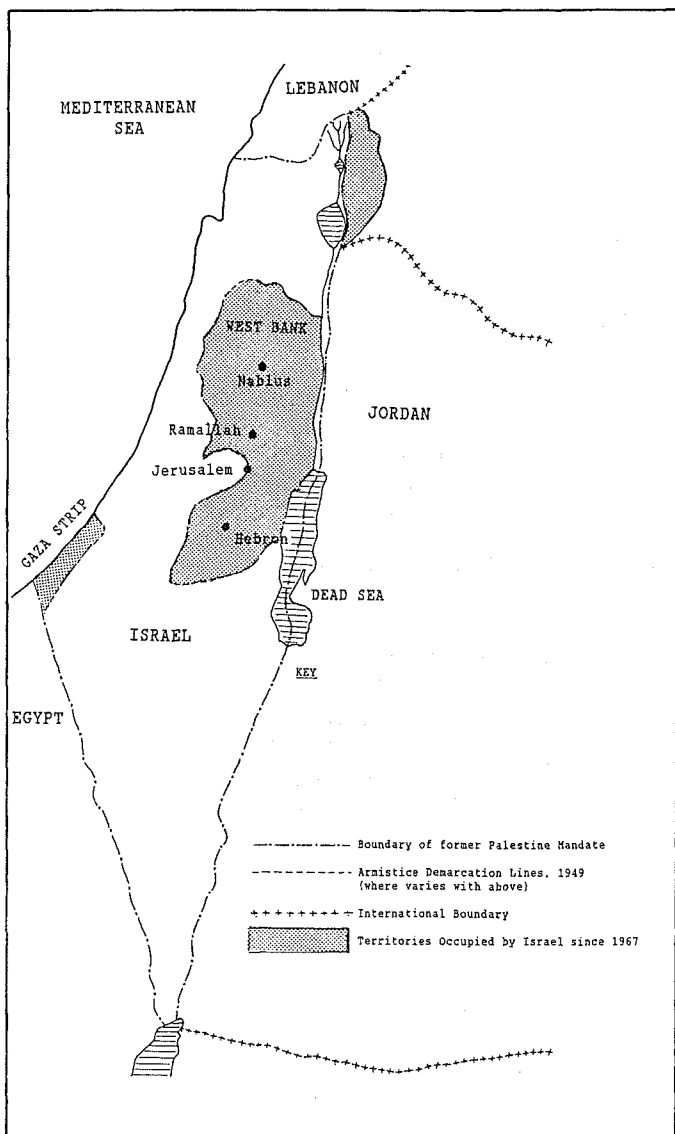 LEBANON
MEDITERRANEAN
SEA
WEST BANK
Nablus
JORDAN
Ramallah
Jerusalem
GAZA STRIP
Hebron
DEAD SEA
ISRAEL
KEY
EGYPT
Boundary of former Palestine Mandate
Armistice Demarcation Lines, 1949
(where varies with above)
International Boundary
Territories Occupied by Israel since 1967